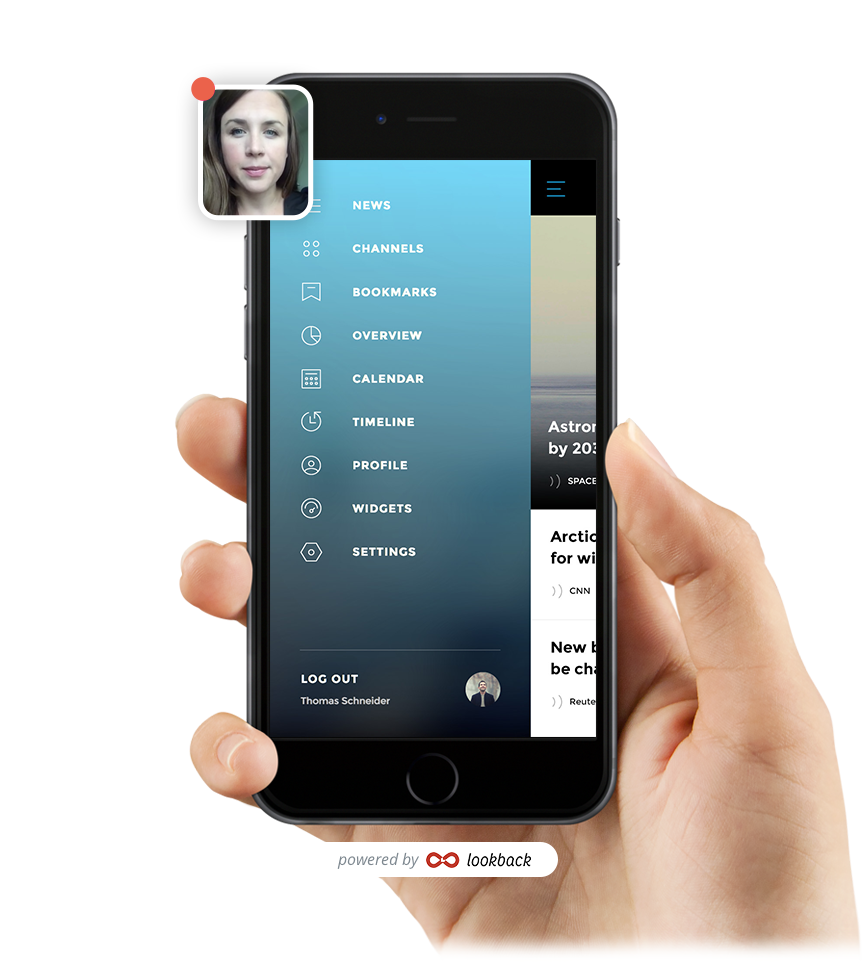 NEWS
CHANNELS
BOOKMARKS
OVERVIEW
CALENDAR
TIMELINE
PROFILE
WIDGETS
SETTINGS
LOG OUT
Thomas Schneider
Astron
by 203
SPACE
Arctic
for wi
CNN
New b
be cha
Reute
powered by lookback